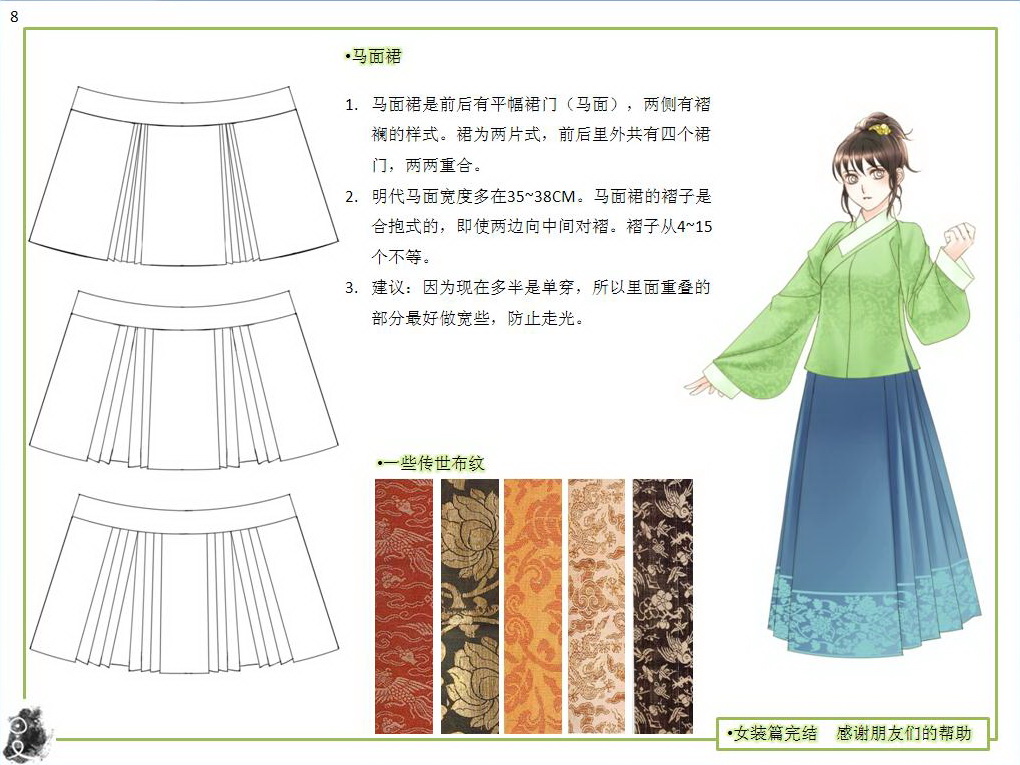 8
•马面裙
1. 马面裙是前后有平幅裙门（马面），两侧有褶
襕的样式。裙为两片式，前后里外共有四个裙
门，两两重合。
2. 明代马面宽度多在35~38CM。马面裙的褶子是
合抱式的，即使两边向中间对褶。褶子从4~15
个不等。
3. 建议：因为现在多半是单穿，所以里面重叠的
部分最好做宽些，防止走光。
•一些传世布纹
•女装篇完结 感谢朋友们的帮助